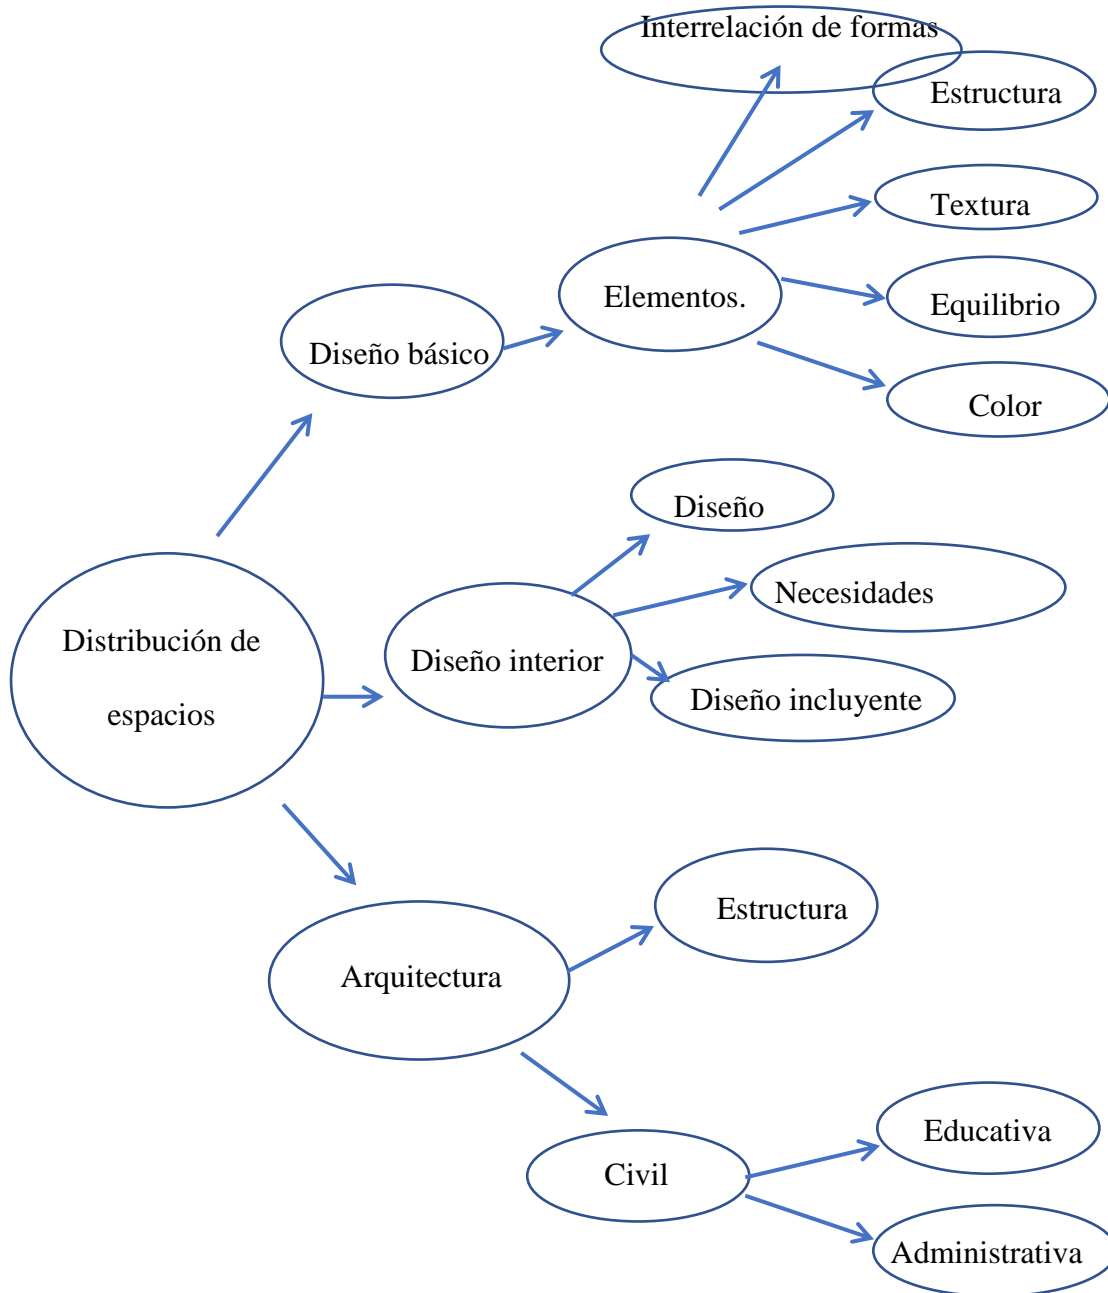 Interrelación de formas
Estructura
Textura
Elementos.
Equilibrio
Diseño básico
Color
Diseño
Necesidades
Distribución de
espacios
Diseño interior
Diseño incluyente
Estructura
Arquitectura
Educativa
Civil
Administrativa